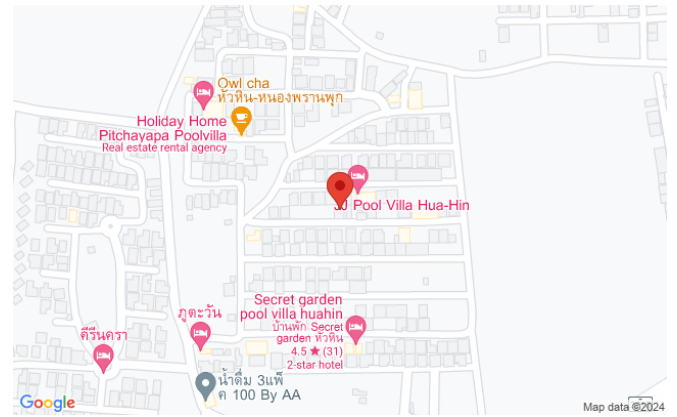 Owl cha
หัวหิน-หนองพรานพุก
Holiday Home
Pitchayapa Poolvilla
Real estate rental agency
Pool Villa Hua-Hin
Secret garden
pool villa huahin
บ้านพัก Secret
garden หัวหิน
4.5 ★ (31)
2-star hotel
ภูตะวัน
คีรีนครา
น้ำดื่ม 3แพ็
ค 100 By AA
Google
Map data ©2024